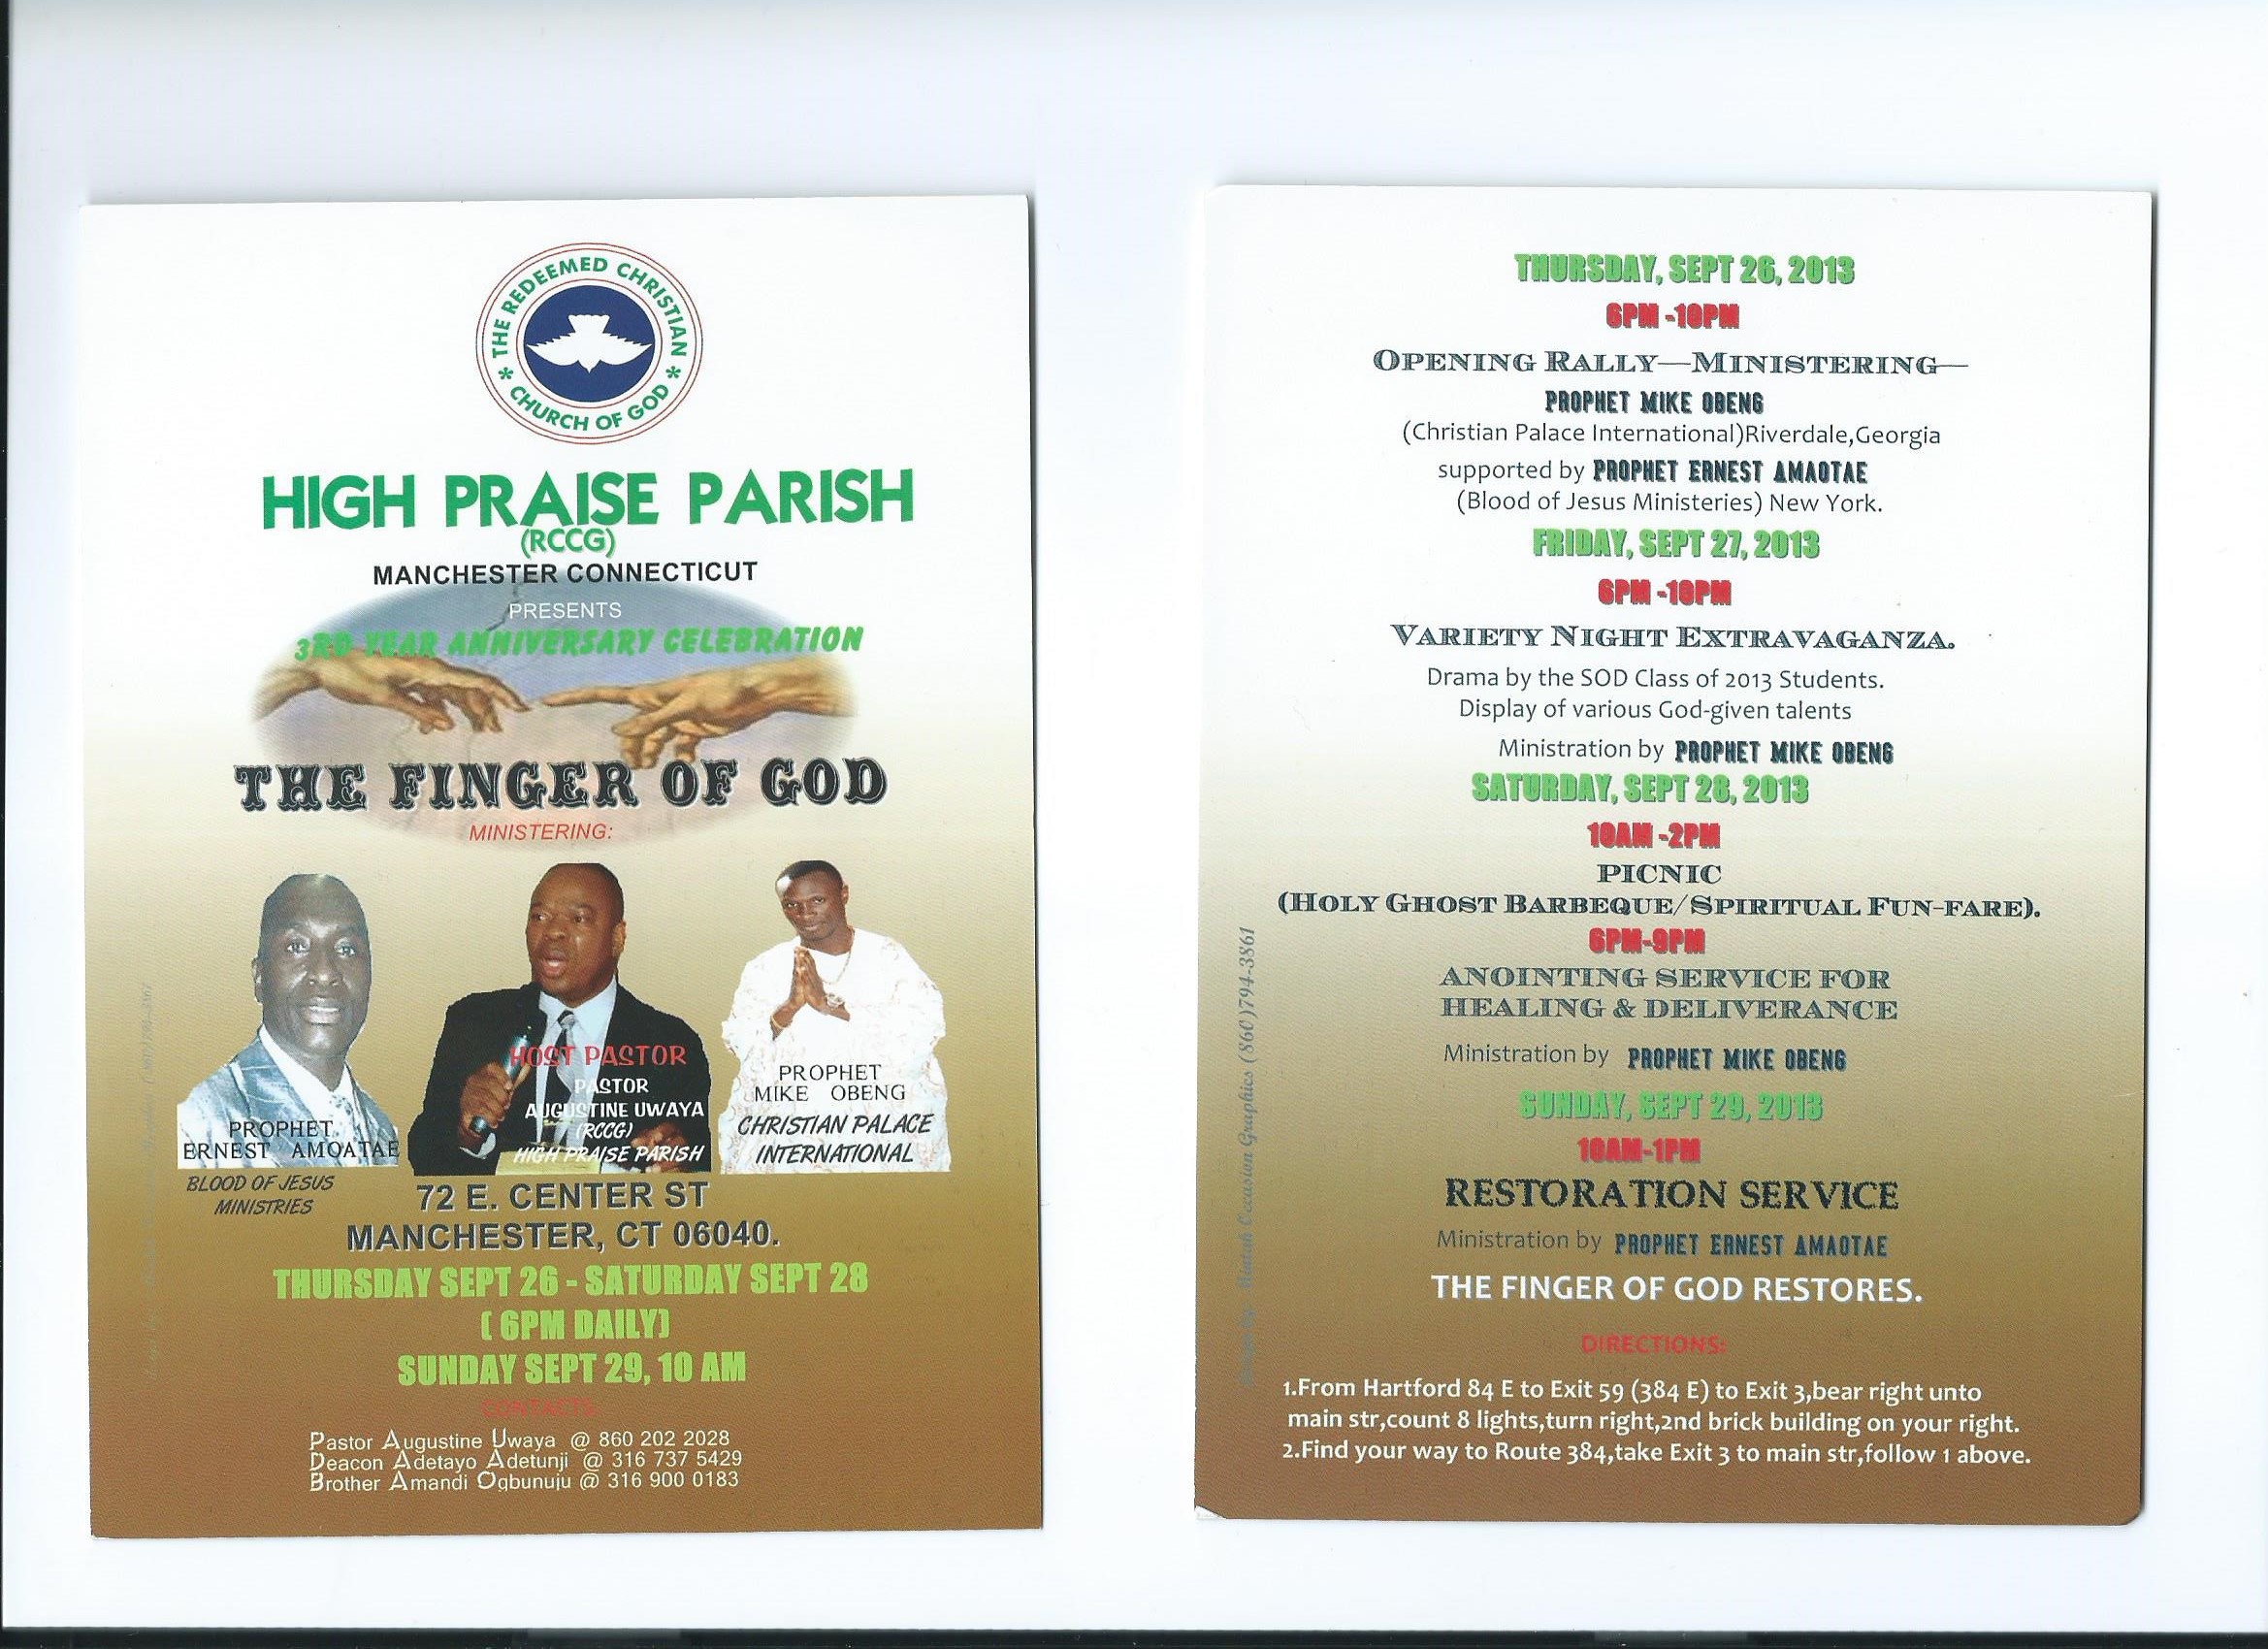 THE REDEEMED CHRISTIAN
* CHURCH OF GOD *
HIGH PRAISE PARISH
(RCCG)
MANCHESTER CONNECTICUT
PRESENTS
3RD YEAR ANNIVERSARY CELEBRATION
THE FINGER OF GOD
MINISTERING:
PROPHET
ERNEST AMOATAE
BLOOD OF JESUS
MINISTRIES
HOST PASTOR
PASTOR
AUGUSTINE UWAYA
(RCCG)
HIGH PRAISE PARISH
PROPHET
MIKE OBENG
CHRISTIAN PALACE
INTERNATIONAL
72 E. CENTER ST
MANCHESTER, CT 06040.
THURSDAY SEPT 26 - SATURDAY SEPT 28
( 6PM DAILY)
SUNDAY SEPT 29, 10 AM
CONTACTS:
Pastor Augustine Uwaya @ 860 202 2028
Deacon Adetayo Adetunji @ 316 737 5429
Brother Amandi Ogbunuju @ 316 900 0183
THURSDAY, SEPT 26, 2013
6PM -10PM
OPENING RALLY—MINISTERING—
PROPHET MIKE OBENG
(Christian Palace International)Riverdale,Georgia
supported by PROPHET ERNEST AMAOTAE
(Blood of Jesus Ministeries) New York.
FRIDAY, SEPT 27, 2013
6PM -10PM
VARIETY NIGHT EXTRAVAGANZA.
Drama by the SOD Class of 2013 Students.
Display of various God-given talents
Ministration by PROPHET MIKE OBENG
SATURDAY, SEPT 28, 2013
10AM -2PM
PICNIC
(HOLY GHOST BARBEQUE/SPIRITUAL FUN-FARE).
6PM-9PM
ANOINTING SERVICE FOR
HEALING & DELIVERANCE
Ministration by PROPHET MIKE OBENG
SUNDAY, SEPT 29, 2013
10AM-1PM
RESTORATION SERVICE
Ministration by PROPHET ERNEST AMAOTAE
THE FINGER OF GOD RESTORES.
DIRECTIONS:
1.From Hartford 84 E to Exit 59 (384 E) to Exit 3,bear right unto
main str,count 8 lights,turn right,2nd brick building on your right.
2.Find your way to Route 384,take Exit 3 to main str,follow 1 above.
Occasion Graphics (860)794-3861